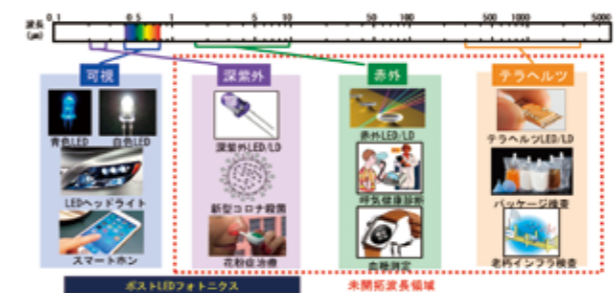 波長
(μm)
0.1 0.5 1 5 10 50 100 500 1000 5000
可視
深紫外
赤外
テラヘルツ
青色LED
白色LED
LEDヘッドライト
スマートホン
深紫外LED/LD
新型コロナ殺菌
花粉症治療
赤外LED/LD
呼気健康診断
血糖測定
テラヘルツLED/LD
パッケージ検査
老朽インフラ検査
ポストLEDフォトニクス
未開拓波長領域